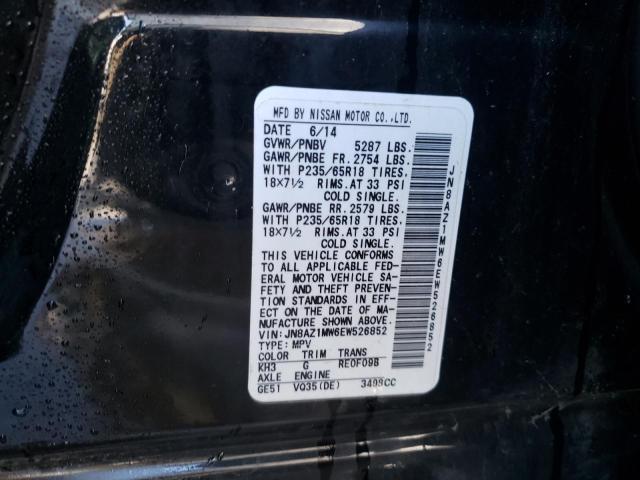 MFD BY NISSAN MOTOR CO.,LTD.
DATE 6/14
GVWR/PNBV 5287 LBS.
GAWR/PNBE FR. 2754 LBS.
WITH P235/65R18 TIRES.
18×7½ RIMS.AT 33 PSI
COLD SINGLE.
GAWR/PNBE RR. 2579 LBS.
WITH P235/65R18 TIRES.
18×7½ RIMS.AT 33 PSI
COLD SINGLE.
THIS VEHICLE CONFORMS
TO ALL APPLICABLE FED-
ERAL MOTOR VEHICLE SA-
FETY AND THEFT PREVEN-
TION STANDARDS IN EFF-
ECT ON THE DATE OF MA-
NUFACTURE SHOWN ABOVE.
VIN:JN8AZ1MW6EW526852
TYPE:MPV
COLOR TRIM TRANS
KH3 G RE0F09B
AXLE ENGINE
GE51 VQ35(DE) 3498CC
JN8AZ1MW6EW526852